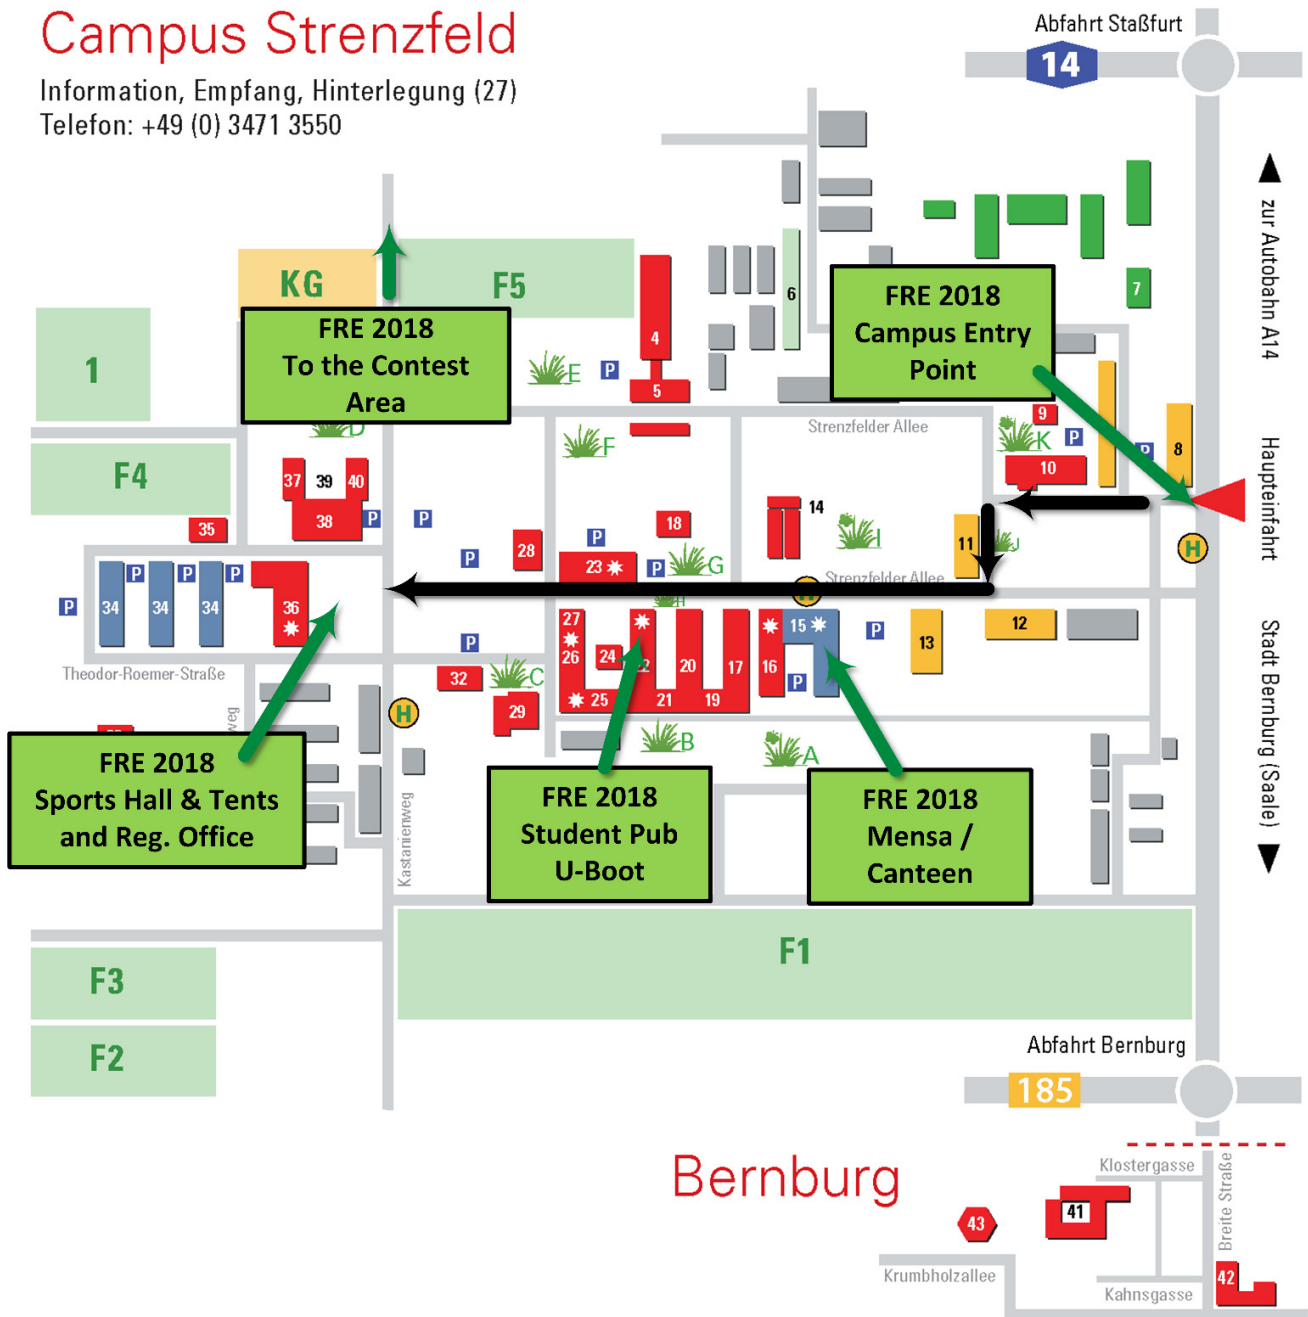 Campus Strenzfeld
Information, Empfang, Hinterlegung (27)
Telefon: +49 (0) 3471 3550
Abfahrt Staßfurt
14
zur Autobahn A14
Haupteinfahrt
Stadt Bernburg (Saale)
KG
F5
6
7
4
5
E
P
1
FRE 2018
To the Contest
Area
FRE 2018
Campus Entry
Point
Strenzfelder Allee
9
K
P
P
8
10
D
F
F4
37
39
40
38
P
P
35
28
P
P
18
23
P
G
14
I
11
J
H
Strenzfelder Allee
H
H
P
34
P
34
P
34
P
36
27
26
24
22
25
21
20
19
17
16
15
P
P
13
12
P
32
C
29
Theodor-Roemer-Straße
weg
H
B
A
FRE 2018
Sports Hall & Tents
and Reg. Office
Kastanienweg
FRE 2018
Student Pub
U-Boot
FRE 2018
Mensa /
Canteen
F1
F3
F2
Abfahrt Bernburg
185
Bernburg
Klostergasse
Breite Straße
41
43
42
Krumbholzallee
Kahnsgasse